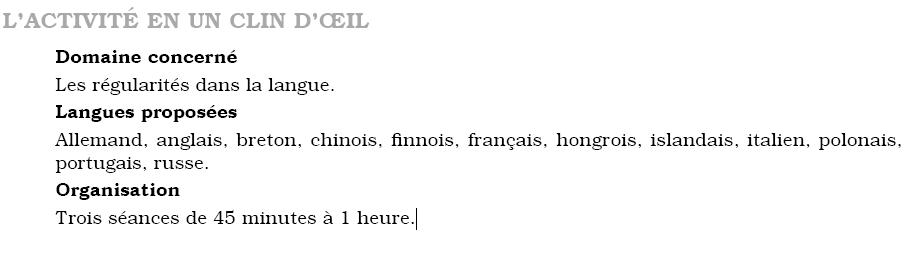 L’ACTIVITÉ EN UN CLIN D’ŒIL
Domaine concerné
Les régularités dans la langue.
Langues proposées
Allemand, anglais, breton, chinois, finnois, français, hongrois, islandais, italien, polonais,
portugais, russe.
Organisation
Trois séances de 45 minutes à 1 heure.